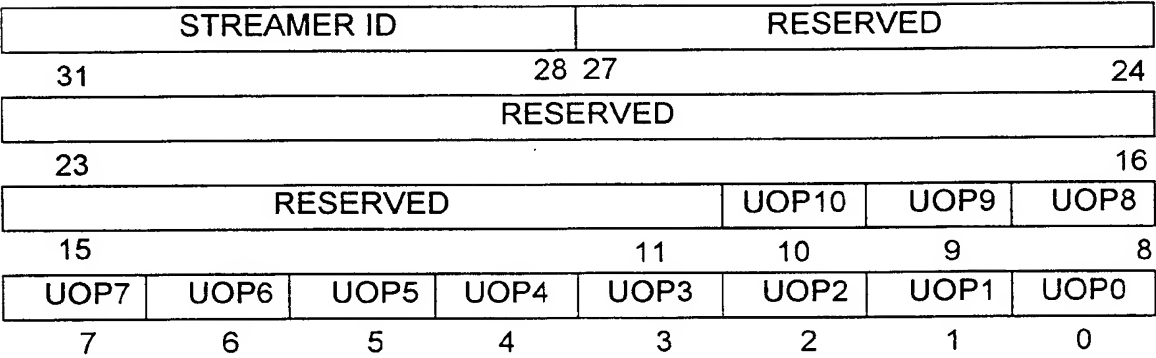 STREAMER ID RESERVED
31 28 27 24
RESERVED
23 16
RESERVED UOP10 UOP9 UOP8
15 11 10 9 8
UOP7 UOP6 UOP5 UOP4 UOP3 UOP2 UOP1 UOP0
7 6 5 4 3 2 1 0